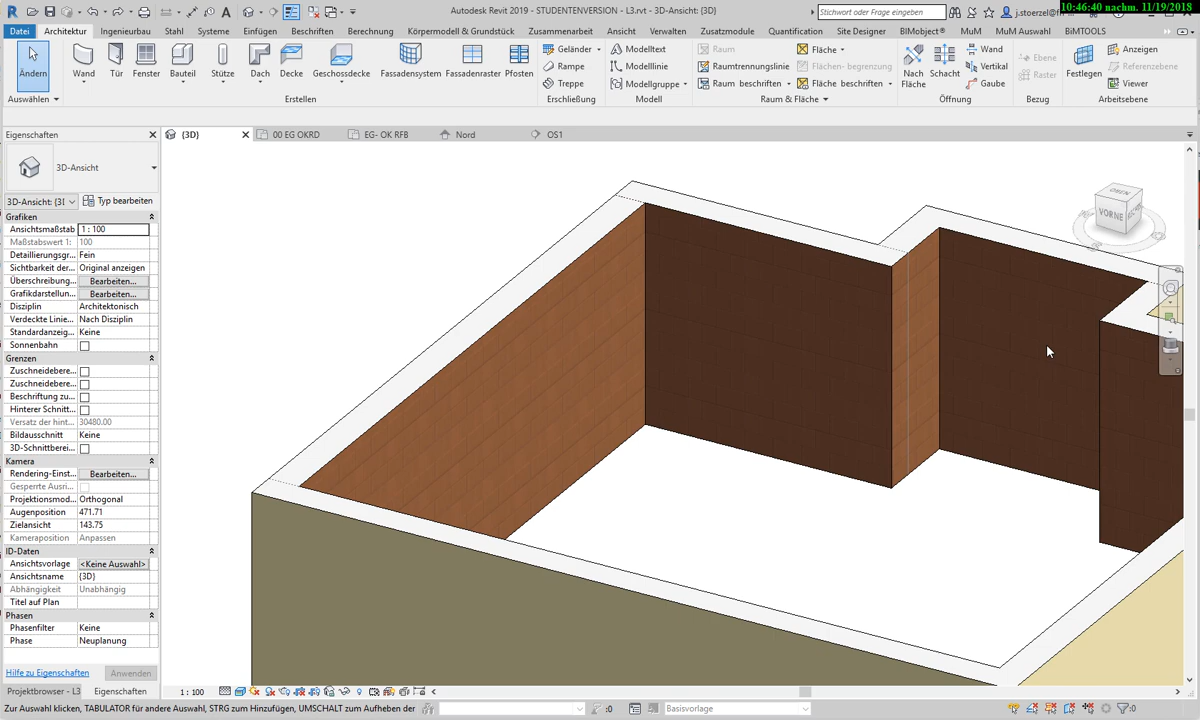 Autodesk Revit 2019 - STUDENTENVERSION - L3.rvt - 3D-Ansicht: {3D}
Stichwort oder Frage eingeben
10:46:40 nachm. 11/19/2018
Datei Architektur Ingenieurbau Stahl Systeme Einfügen Beschriften Berechnung Körpermodell & Grundstück Zusammenarbeit Ansicht Verwalten Zusatzmodule Quantification Site Designer BIMobject® MuM MuM Auswahl BiMTOOLS
Ändern Wand Tür Fenster Bauteil Stütze Dach Decke Geschossdecke Fassadensystem Fassadenraster Pfosten
Geländer
Rampe
Treppe
Modelltext
Modelllinie
Modellgruppe
Raum
Raumtrennungslinie
Raum beschriften
Fläche
Flächen- begrenzung
Fläche beschriften
Nach Fläche
Schacht
Wand
Vertikal
Gaube
Ebene
Raster
Festlegen
Anzeigen
Referenzebene
Viewer
Auswählen Erstellen Erschließung Modell Raum & Fläche Öffnung Bezug Arbeitsebene
Eigenschaften
{3D} 00 EG OKRD EG- OK RFB Nord OS1
3D-Ansicht
3D-Ansicht: {3I Typ bearbeiten
Grafiken
Ansichtsmaßstab 1 : 100
Maßstabswert 1: 100
Detaillierungsgr... Fein
Sichtbarkeit der... Original anzeigen
Überschreibung... Bearbeiten...
Grafikdarstellun... Bearbeiten...
Disziplin Architektonisch
Verdeckte Linie... Nach Disziplin
Standardanzeig... Keine
Sonnenbahn
Grenzen
Zuschneidebere...
Zuschneidebere...
Beschriftung zu...
Hinterer Schnitt...
Versatz der hint... 30480.00
Bildausschnitt Keine
3D-Schnittberei...
Kamera
Rendering-Einst... Bearbeiten...
Gesperrte Ausri...
Projektionsmod... Orthogonal
Augenposition 471.71
Zielansicht 143.75
Kameraposition Anpassen
ID-Daten
Ansichtsvorlage <Keine Auswahl>
Ansichtsname {3D}
Abhängigkeit Unabhängig
Titel auf Plan
Phasen
Phasenfilter Keine
Phase Neuplanung
Hilfe zu Eigenschaften Anwenden
Projektbrowser - L3 Eigenschaften
1 : 100
Zur Auswahl klicken, TABULATOR für andere Auswahl, STRG zum Hinzufügen, UMSCHALT zum Aufheben der
:0
Basisvorlage
:0
OBEN
VORNE